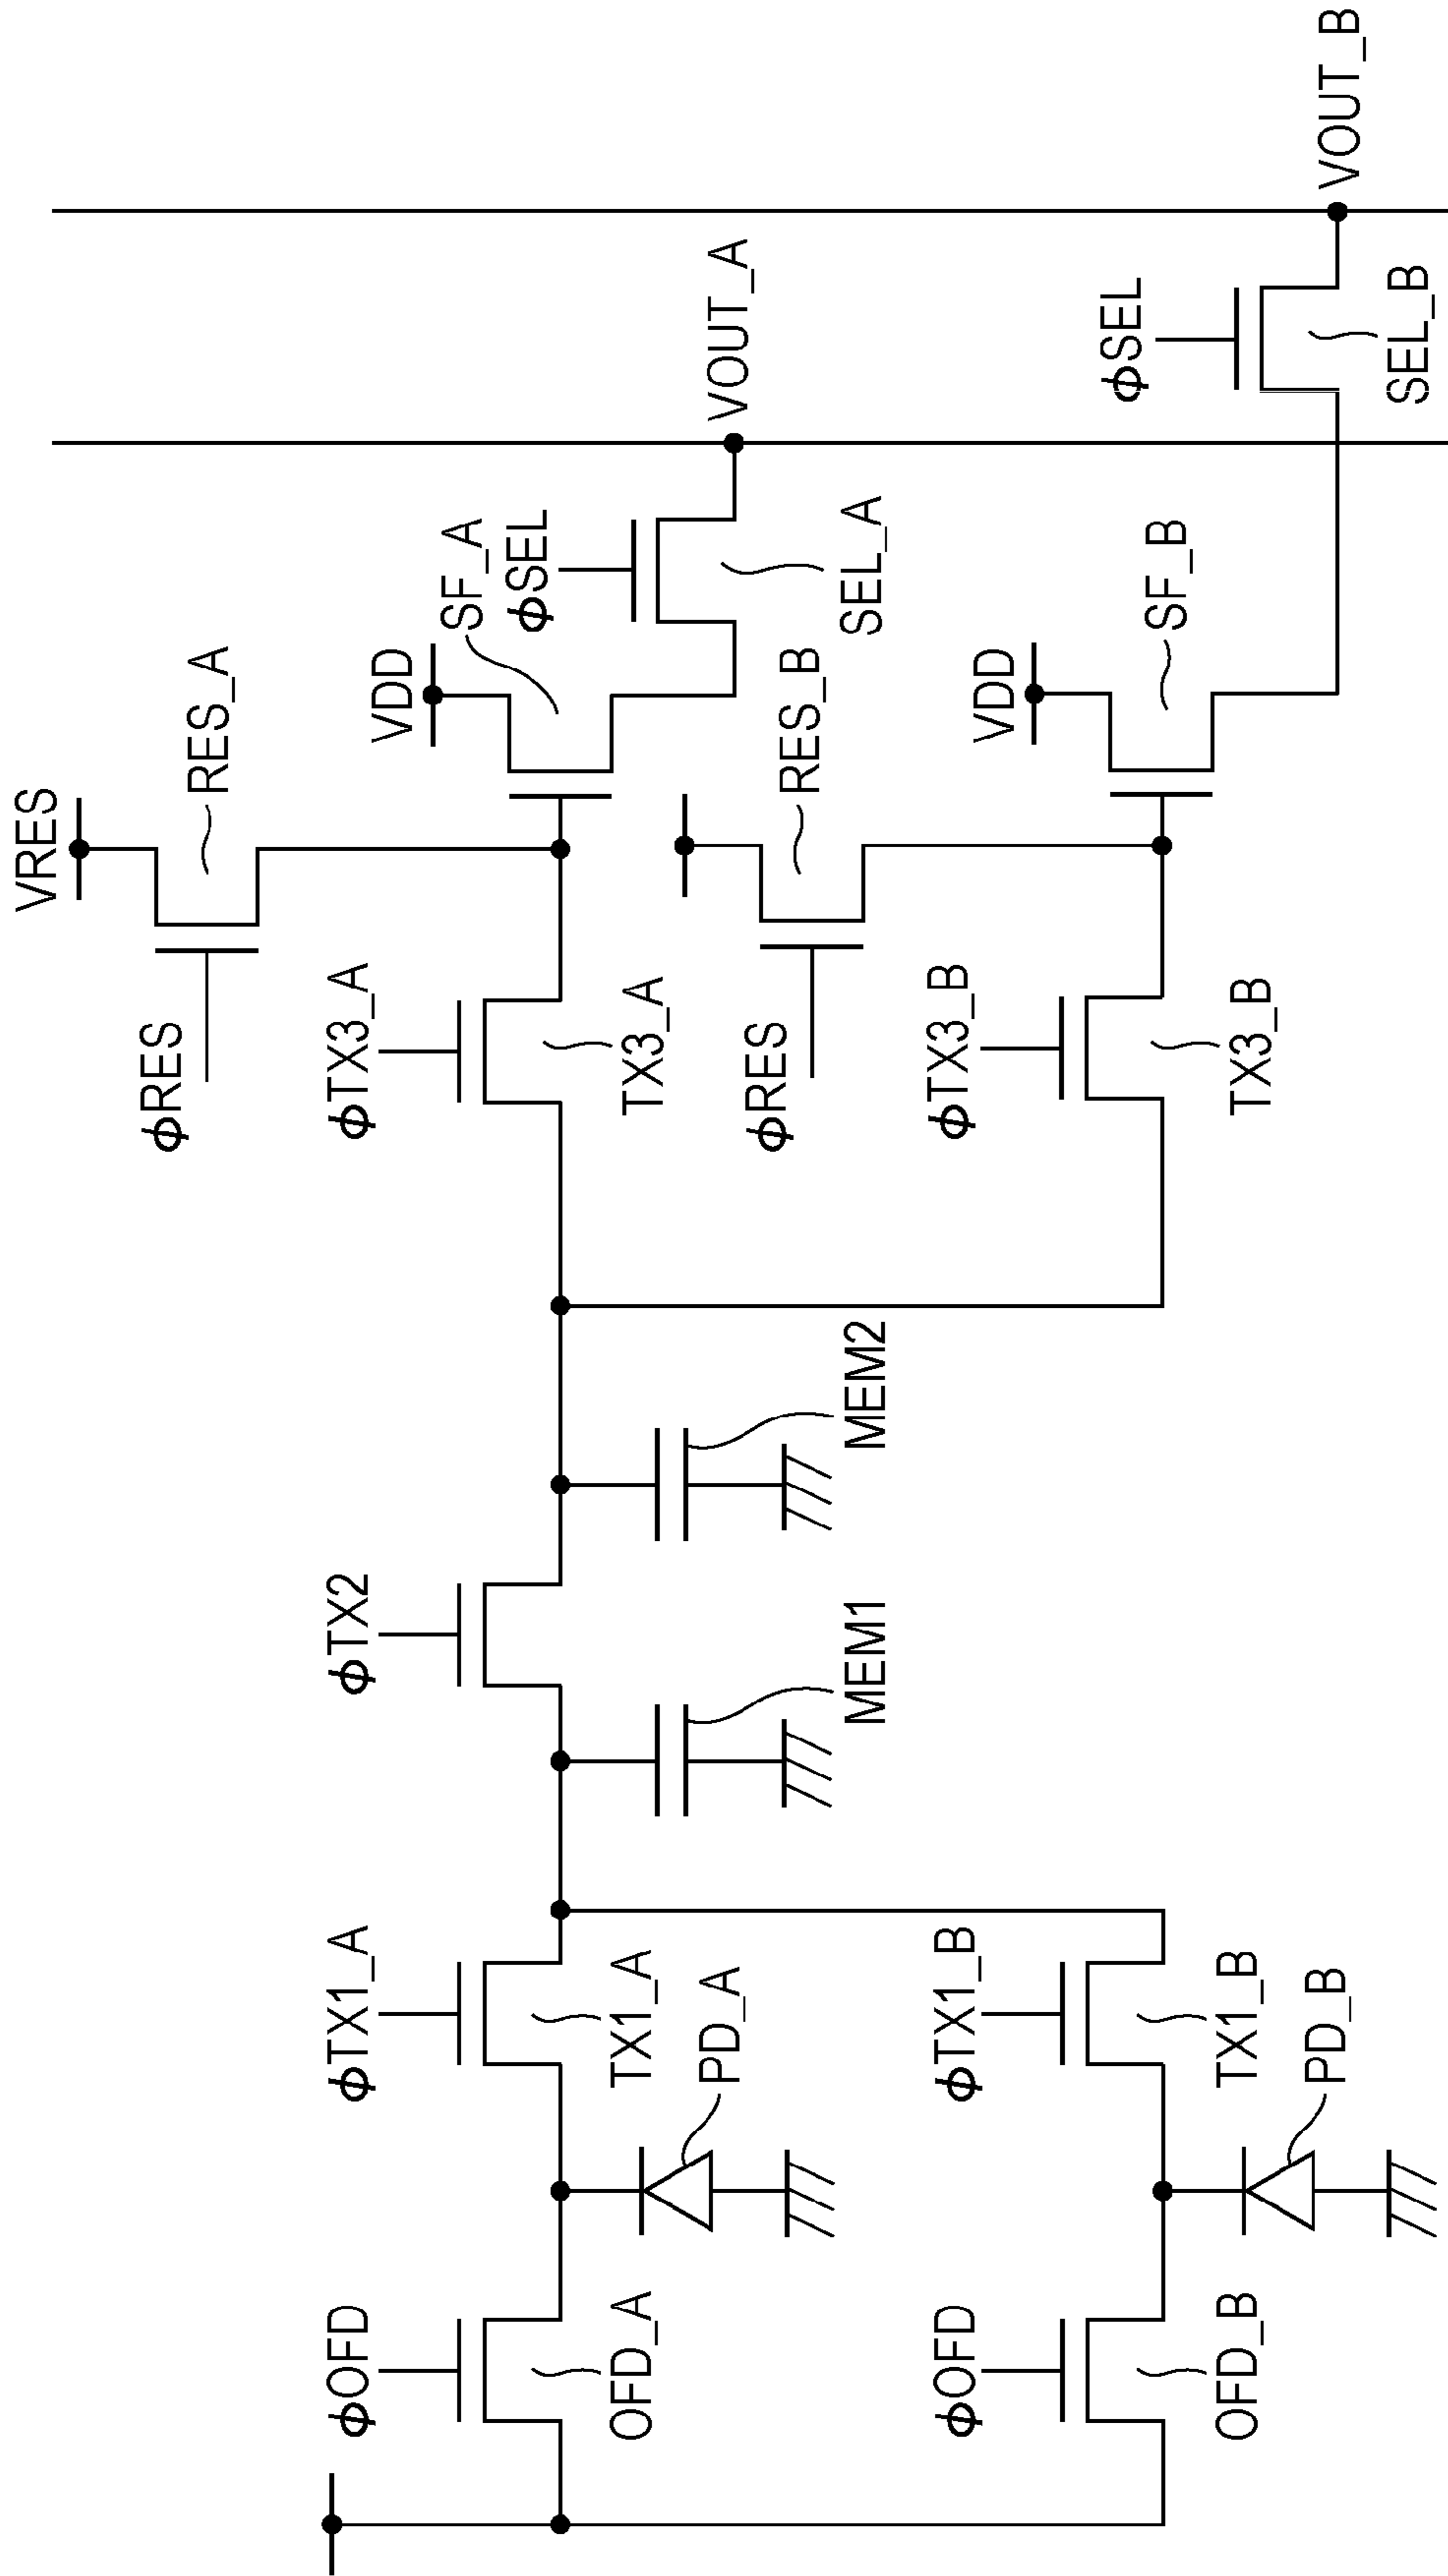 VRES
RES_A
VDD
SF_A
ϕSEL
VOUT_A
ϕRES
ϕTX3_A
TX3_A
SEL_A
RES_B
ϕRES
VDD
SF_B
ϕSEL
VOUT_B
SEL_B
ϕTX3_B
TX3_B
ϕTX2
MEM1
MEM2
ϕOFD
OFD_A
ϕTX1_A
TX1_A
PD_A
ϕOFD
OFD_B
ϕTX1_B
TX1_B
PD_B